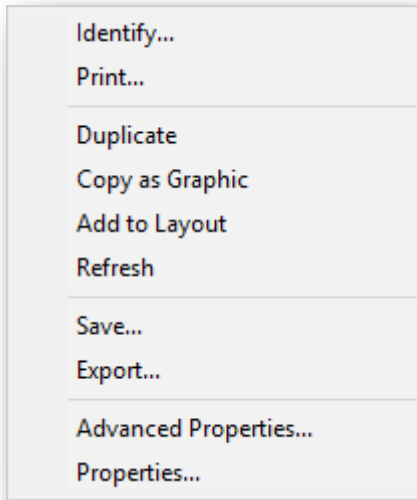 Identify...
Print...
Duplicate
Copy as Graphic
Add to Layout
Refresh
Save...
Export...
Advanced Properties...
Properties...